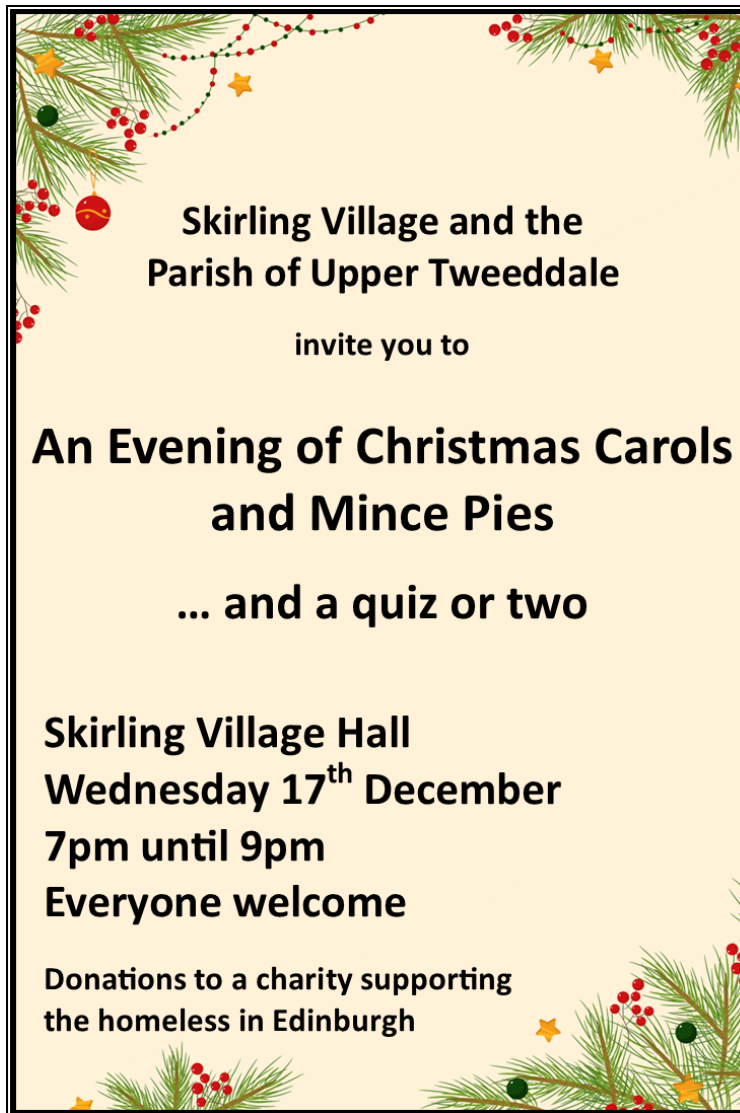 Skirling Village and the
Parish of Upper Tweeddale
invite you to
An Evening of Christmas Carols
and Mince Pies
... and a quiz or two
Skirling Village Hall
Wednesday 17th December
7pm until 9pm
Everyone welcome
Donations to a charity supporting
the homeless in Edinburgh